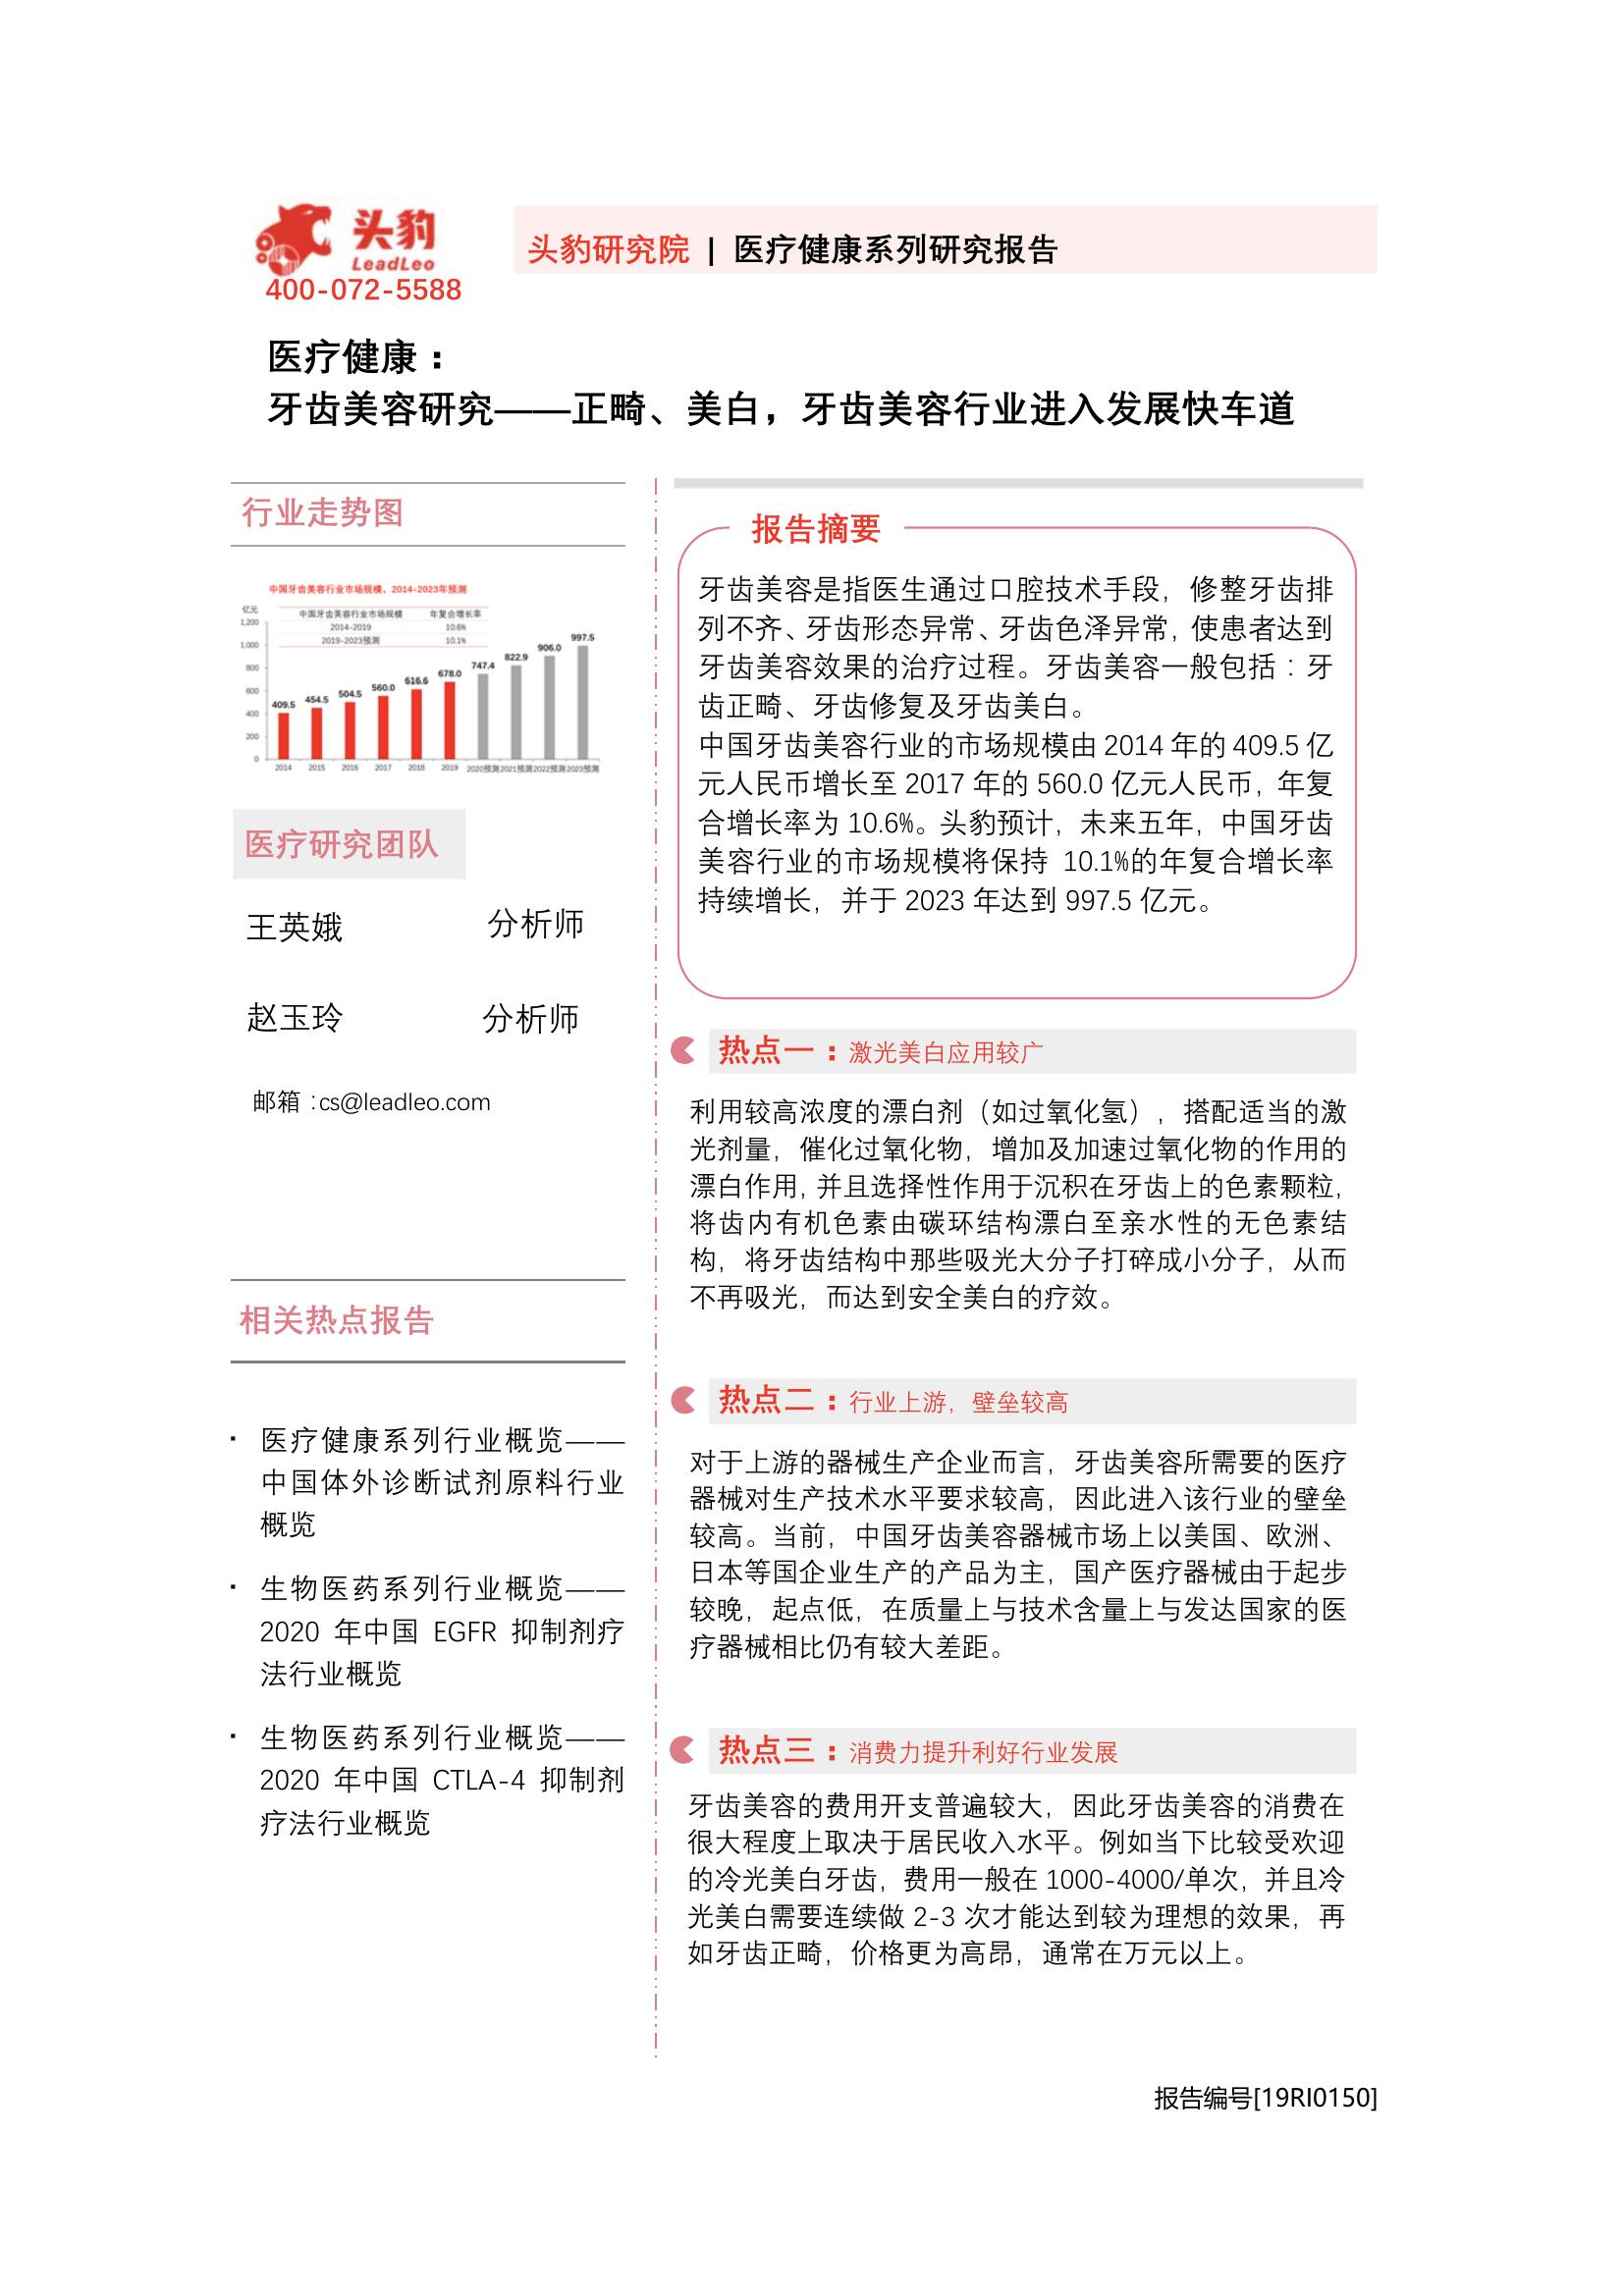 头豹
LeadLeo
400-072-5588
头豹研究院 | 医疗健康系列研究报告
医疗健康：
牙齿美容研究——正畸、美白，牙齿美容行业进入发展快车道
行业走势图
中国牙齿美容行业市场规模，2014-2023年预测
亿元
中国牙齿美容行业市场规模 年复合增长率
2014-2019 10.6%
2019-2023预测 10.1%
1,200
1,000
800
600
400
200
0
409.5 454.5 504.5 560.0 616.6 678.0 747.4 822.9 906.0 997.5
2014 2015 2016 2017 2018 2019 2020预测 2021预测 2022预测 2023预测
医疗研究团队
王英娥 分析师
赵玉玲 分析师
邮箱：cs@leadleo.com
相关热点报告
▪ 医疗健康系列行业概览——
中国体外诊断试剂原料行业
概览
▪ 生物医药系列行业概览——
2020 年中国 EGFR 抑制剂疗
法行业概览
▪ 生物医药系列行业概览——
2020 年中国 CTLA-4 抑制剂
疗法行业概览
报告摘要
牙齿美容是指医生通过口腔技术手段，修整牙齿排
列不齐、牙齿形态异常、牙齿色泽异常，使患者达到
牙齿美容效果的治疗过程。牙齿美容一般包括：牙
齿正畸、牙齿修复及牙齿美白。
中国牙齿美容行业的市场规模由 2014 年的 409.5 亿
元人民币增长至 2017 年的 560.0 亿元人民币，年复
合增长率为 10.6%。头豹预计，未来五年，中国牙齿
美容行业的市场规模将保持 10.1%的年复合增长率
持续增长，并于 2023 年达到 997.5 亿元。
热点一：激光美白应用较广
利用较高浓度的漂白剂（如过氧化氢），搭配适当的激
光剂量，催化过氧化物，增加及加速过氧化物的作用的
漂白作用，并且选择性作用于沉积在牙齿上的色素颗粒，
将齿内有机色素由碳环结构漂白至亲水性的无色素结
构，将牙齿结构中那些吸光大分子打碎成小分子，从而
不再吸光，而达到安全美白的疗效。
热点二：行业上游，壁垒较高
对于上游的器械生产企业而言，牙齿美容所需要的医疗
器械对生产技术水平要求较高，因此进入该行业的壁垒
较高。当前，中国牙齿美容器械市场上以美国、欧洲、
日本等国企业生产的产品为主，国产医疗器械由于起步
较晚，起点低，在质量上与技术含量上与发达国家的医
疗器械相比仍有较大差距。
热点三：消费力提升利好行业发展
牙齿美容的费用开支普遍较大，因此牙齿美容的消费在
很大程度上取决于居民收入水平。例如当下比较受欢迎
的冷光美白牙齿，费用一般在 1000-4000/单次，并且冷
光美白需要连续做 2-3 次才能达到较为理想的效果，再
如牙齿正畸，价格更为高昂，通常在万元以上。
报告编号[19RI0150]